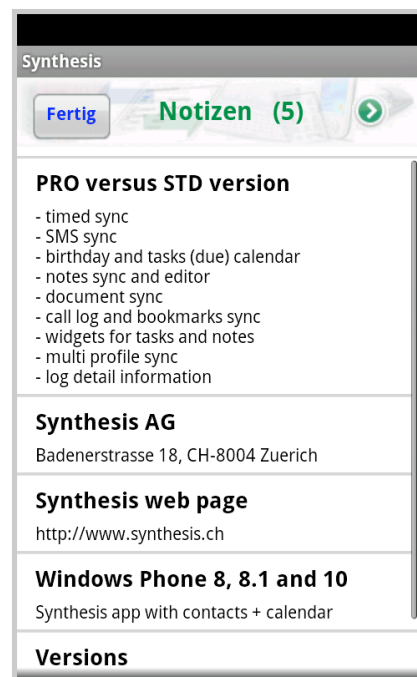 Synthesis
Fertig
Notizen (5)
PRO versus STD version
- timed sync
- SMS sync
- birthday and tasks (due) calendar
- notes sync and editor
- document sync
- call log and bookmarks sync
- widgets for tasks and notes
- multi profile sync
- log detail information
Synthesis AG
Badenerstrasse 18, CH-8004 Zuerich
Synthesis web page
http://www.synthesis.ch
Windows Phone 8, 8.1 and 10
Synthesis app with contacts + calendar
Versions